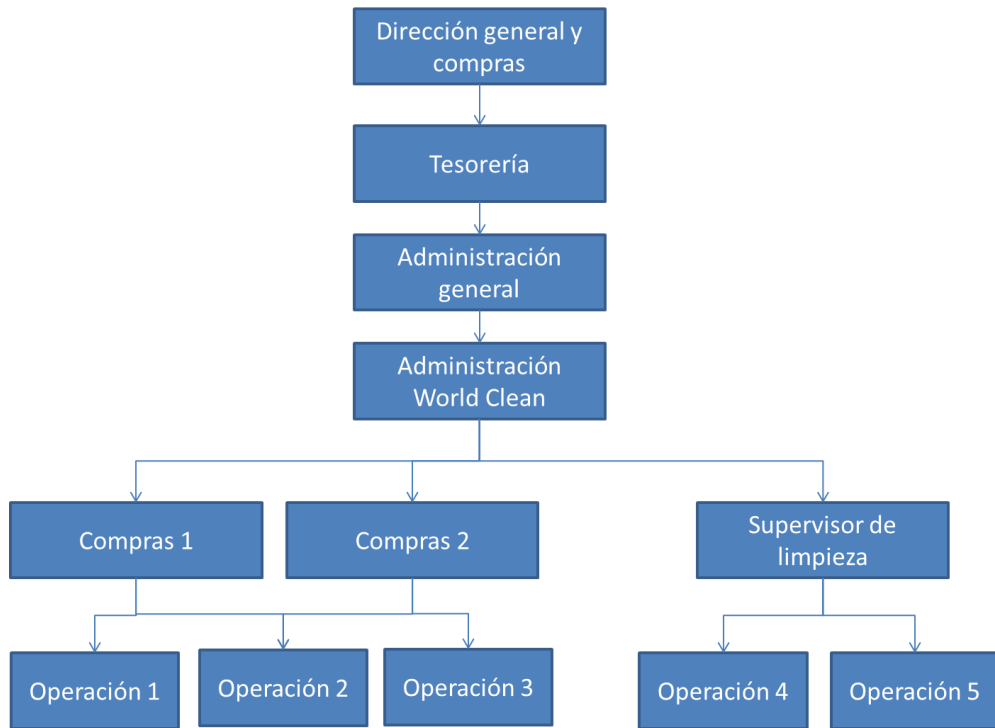 Dirección general y
compras
Tesorería
Administración
general
Administración
World Clean
Compras 1
Compras 2
Supervisor de
limpieza
Operación 1
Operación 2
Operación 3
Operación 4
Operación 5